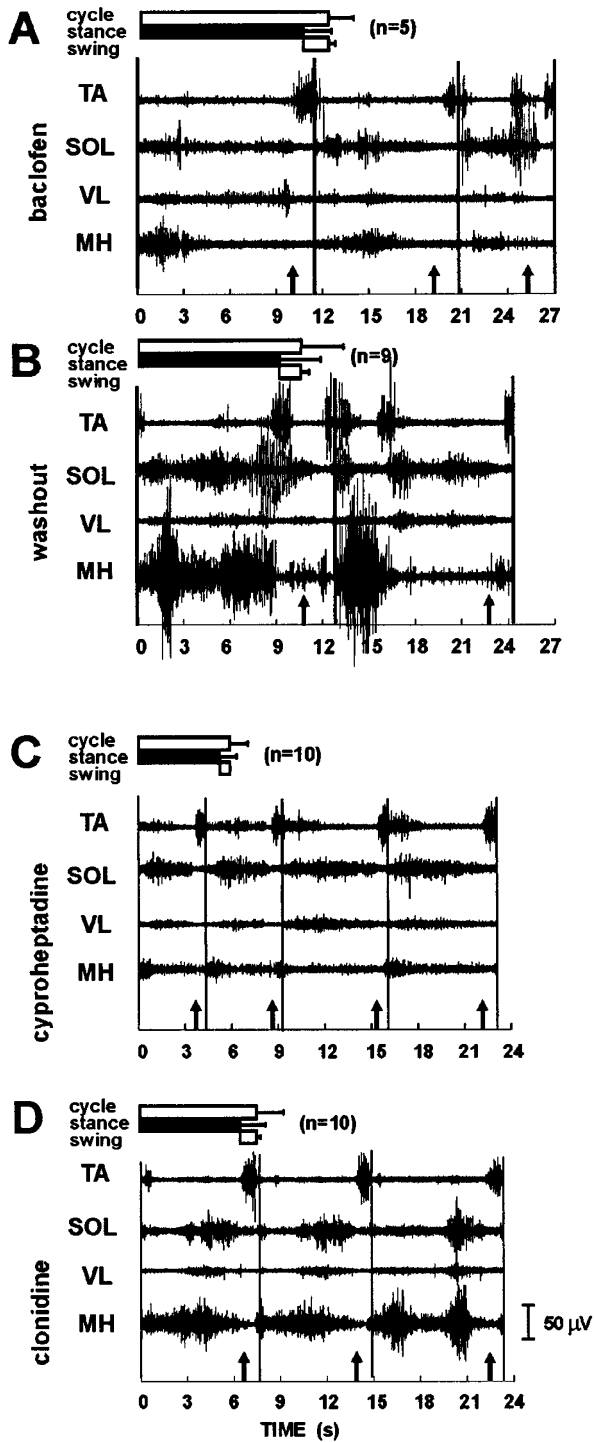 A
cycle
stance
swing
(n=5)
baclofen
TA
SOL
VL
MH
0 3 6 9 12 15 18 21 24 27
B
cycle
stance
swing
(n=9)
washout
TA
SOL
VL
MH
0 3 6 9 12 15 18 21 24 27
C
cycle
stance
swing
(n=10)
cyproheptadine
TA
SOL
VL
MH
0 3 6 9 12 15 18 21 24
D
cycle
stance
swing
(n=10)
clonidine
TA
SOL
VL
MH
50 µV
0 3 6 9 12 15 18 21 24
TIME (s)